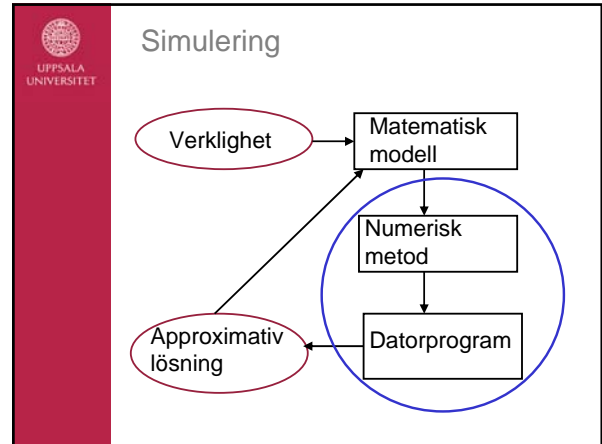 UPPSALA
UNIVERSITET
Simulering
Verklighet
Matematisk
modell
Numerisk
metod
Approximativ
lösning
Datorprogram